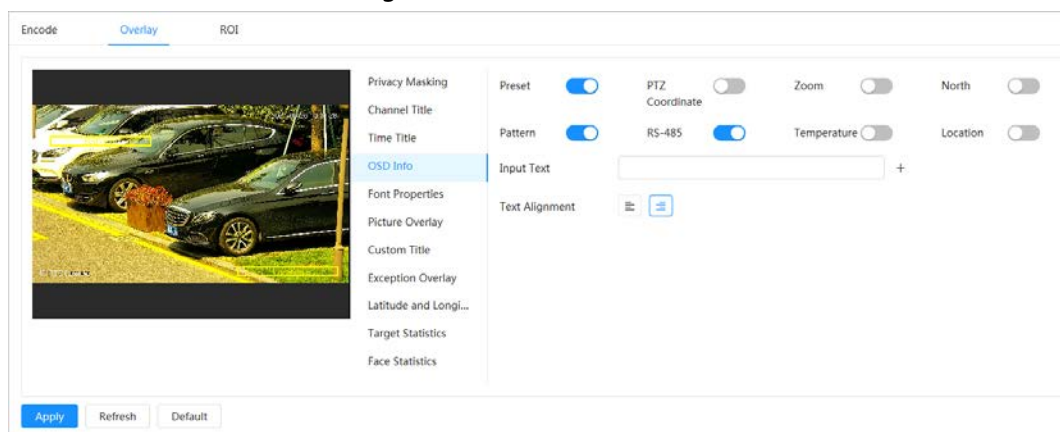 Encode Overlay ROI
Privacy Masking
Channel Title
Time Title
OSD Info
Font Properties
Picture Overlay
Custom Title
Exception Overlay
Latitude and Longi...
Target Statistics
Face Statistics
Preset PTZ Coordinate Zoom North
Pattern RS-485 Temperature Location
Input Text +
Text Alignment
Apply Refresh Default